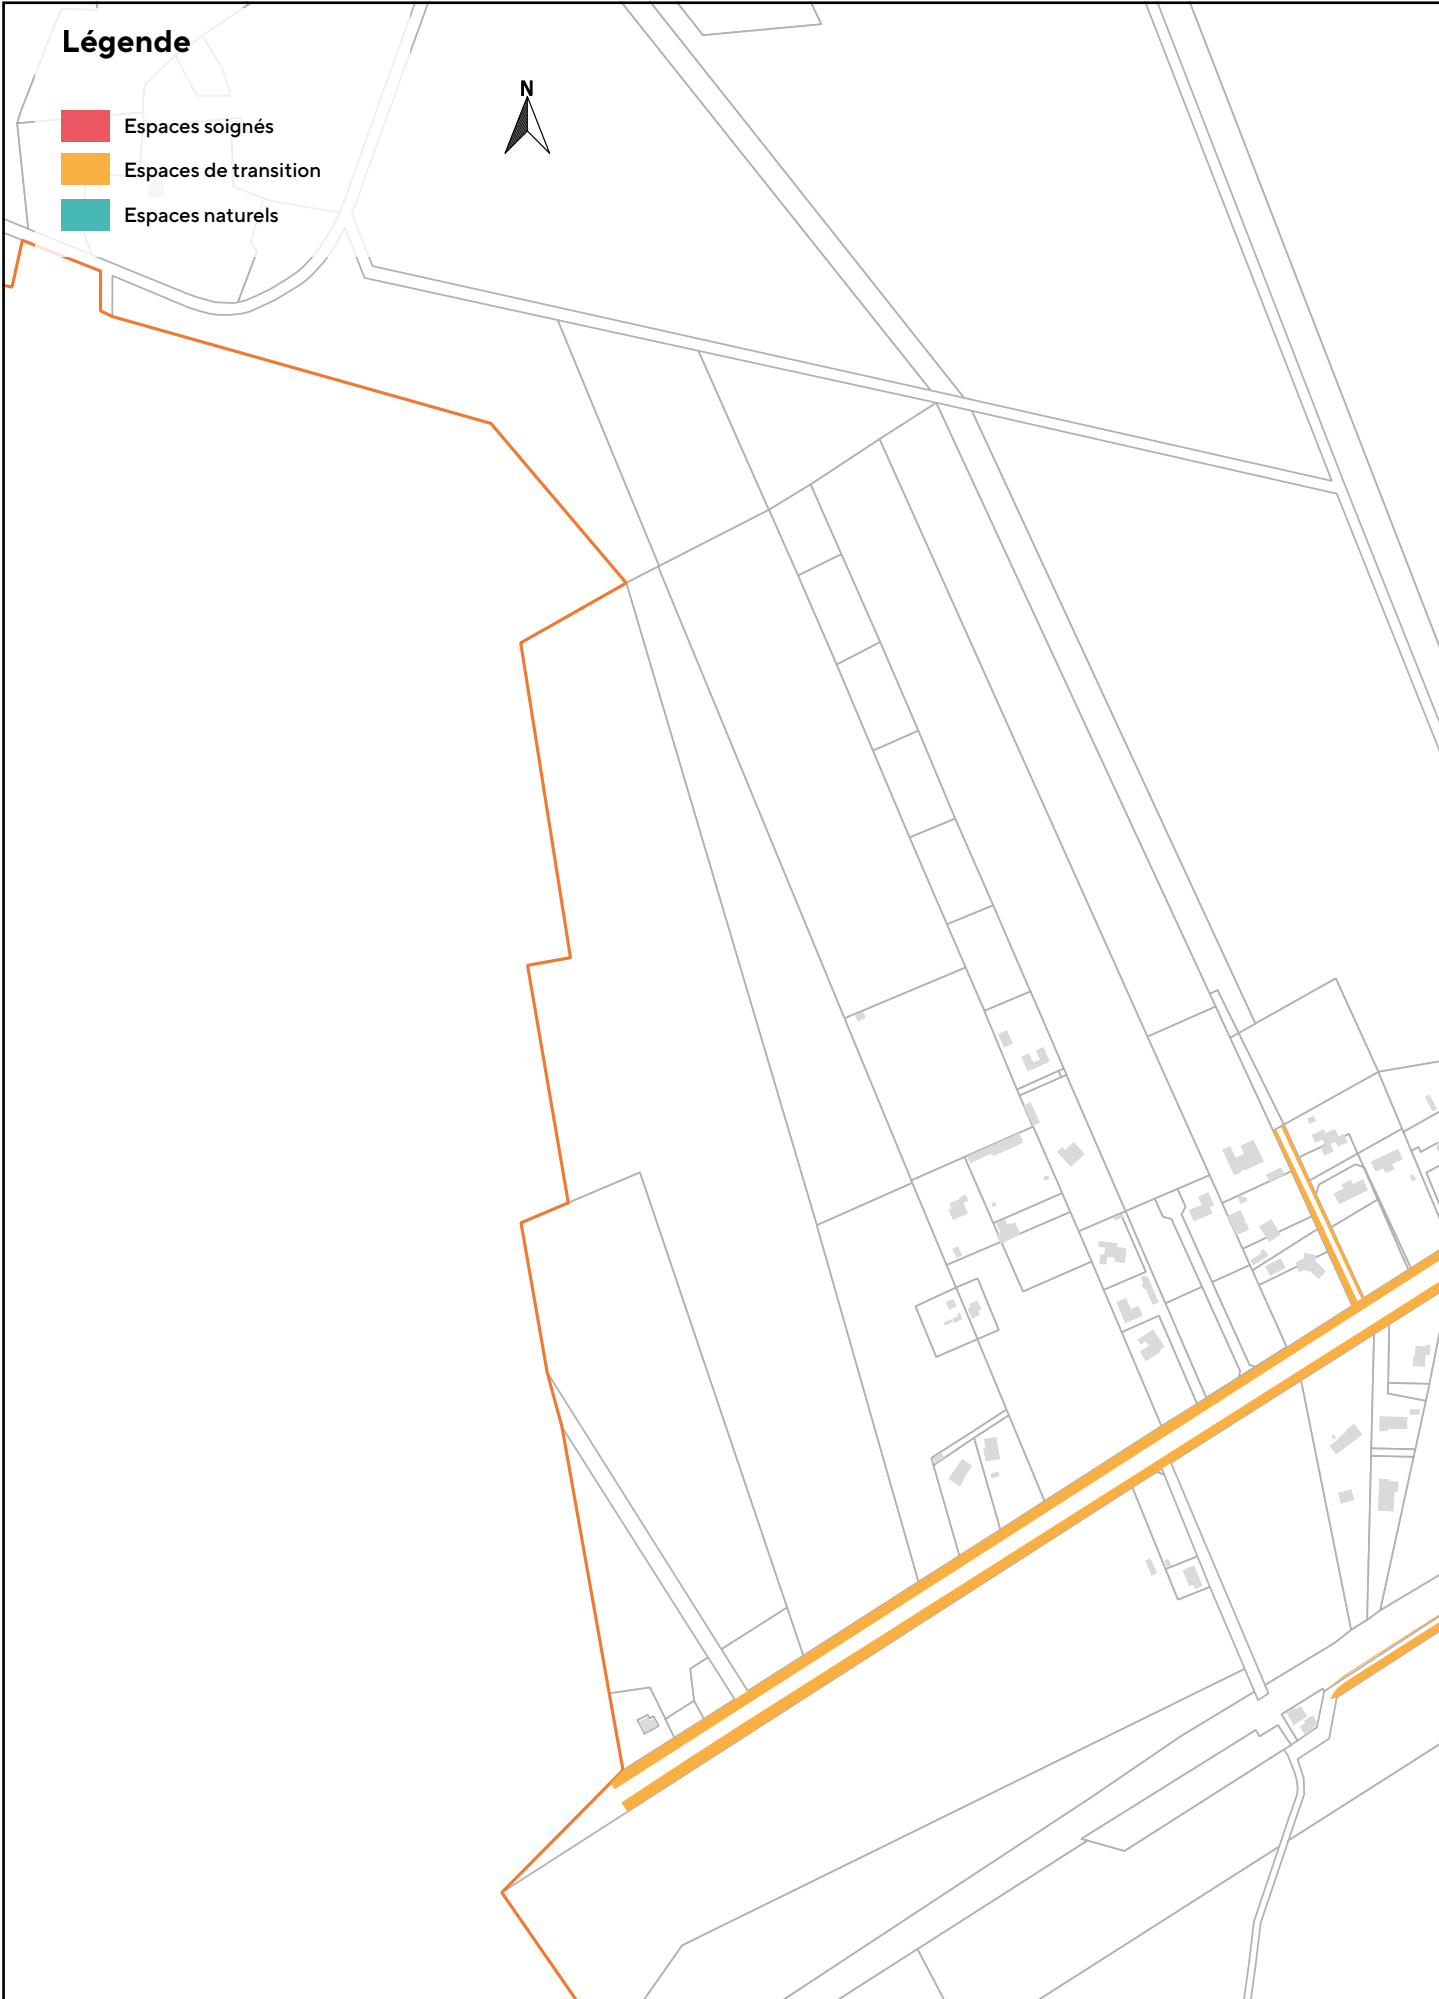 Légende
N
Espaces soignés
Espaces de transition
Espaces naturels